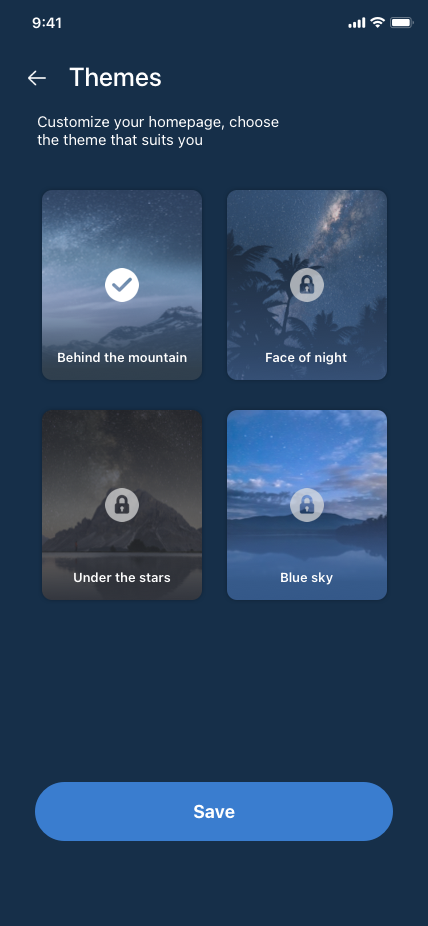 9:41
Themes
Customize your homepage, choose
the theme that suits you
Behind the mountain
Face of night
Under the stars
Blue sky
Save